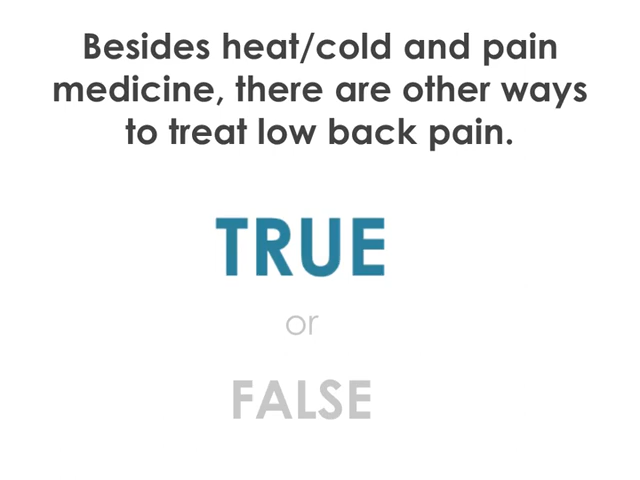 Besides heat/cold and pain
medicine, there are other ways
to treat low back pain.
TRUE
or
FALSE